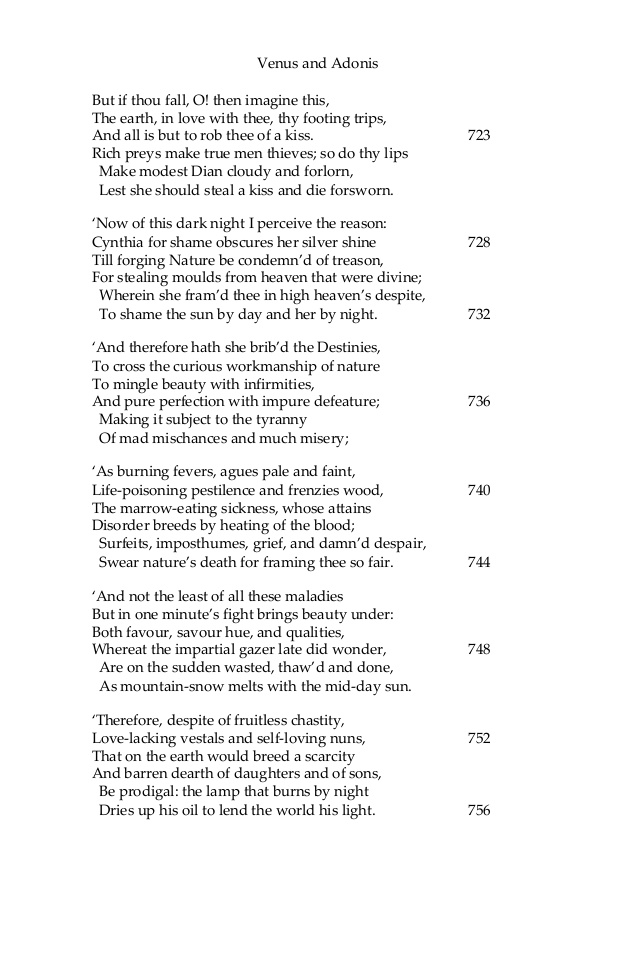 Venus and Adonis
But if thou fall, O! then imagine this,
The earth, in love with thee, thy footing trips,
And all is but to rob thee of a kiss. 723
Rich preys make true men thieves; so do thy lips
Make modest Dian cloudy and forlorn,
Lest she should steal a kiss and die forsworn.
‘Now of this dark night I perceive the reason:
Cynthia for shame obscures her silver shine 728
Till forging Nature be condemn’d of treason,
For stealing moulds from heaven that were divine;
Wherein she fram’d thee in high heaven’s despite,
To shame the sun by day and her by night. 732
‘And therefore hath she brib’d the Destinies,
To cross the curious workmanship of nature
To mingle beauty with infirmities,
And pure perfection with impure defeature; 736
Making it subject to the tyranny
Of mad mischances and much misery;
‘As burning fevers, agues pale and faint,
Life-poisoning pestilence and frenzies wood, 740
The marrow-eating sickness, whose attains
Disorder breeds by heating of the blood;
Surfeits, imposthumes, grief, and damn’d despair,
Swear nature’s death for framing thee so fair. 744
‘And not the least of all these maladies
But in one minute’s fight brings beauty under:
Both favour, savour hue, and qualities,
Whereat the impartial gazer late did wonder, 748
Are on the sudden wasted, thaw’d and done,
As mountain-snow melts with the mid-day sun.
‘Therefore, despite of fruitless chastity,
Love-lacking vestals and self-loving nuns, 752
That on the earth would breed a scarcity
And barren dearth of daughters and of sons,
Be prodigal: the lamp that burns by night
Dries up his oil to lend the world his light. 756